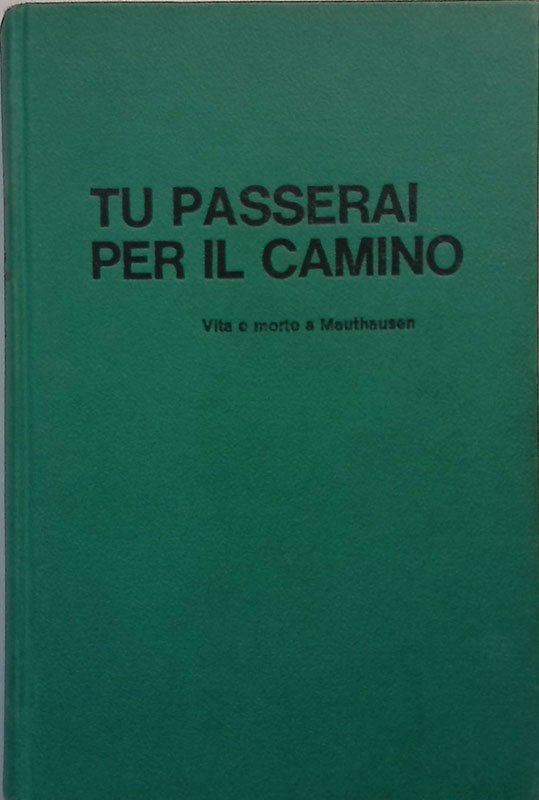 TU PASSERAI
PER IL CAMINO
Vita e morte a Mauthausen